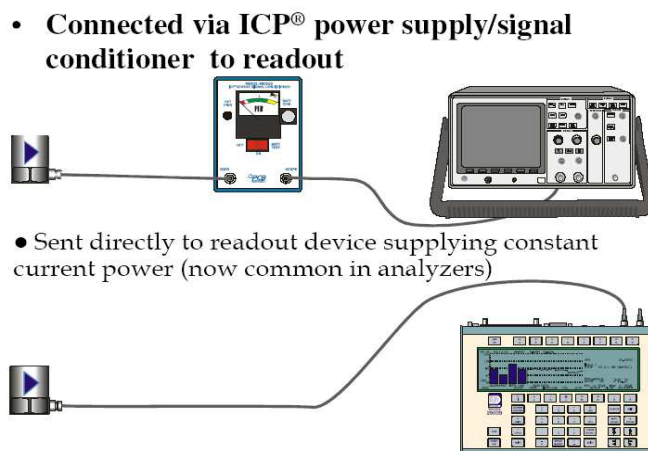 • Connected via ICP® power supply/signal
conditioner to readout
● Sent directly to readout device supplying constant
current power (now common in analyzers)